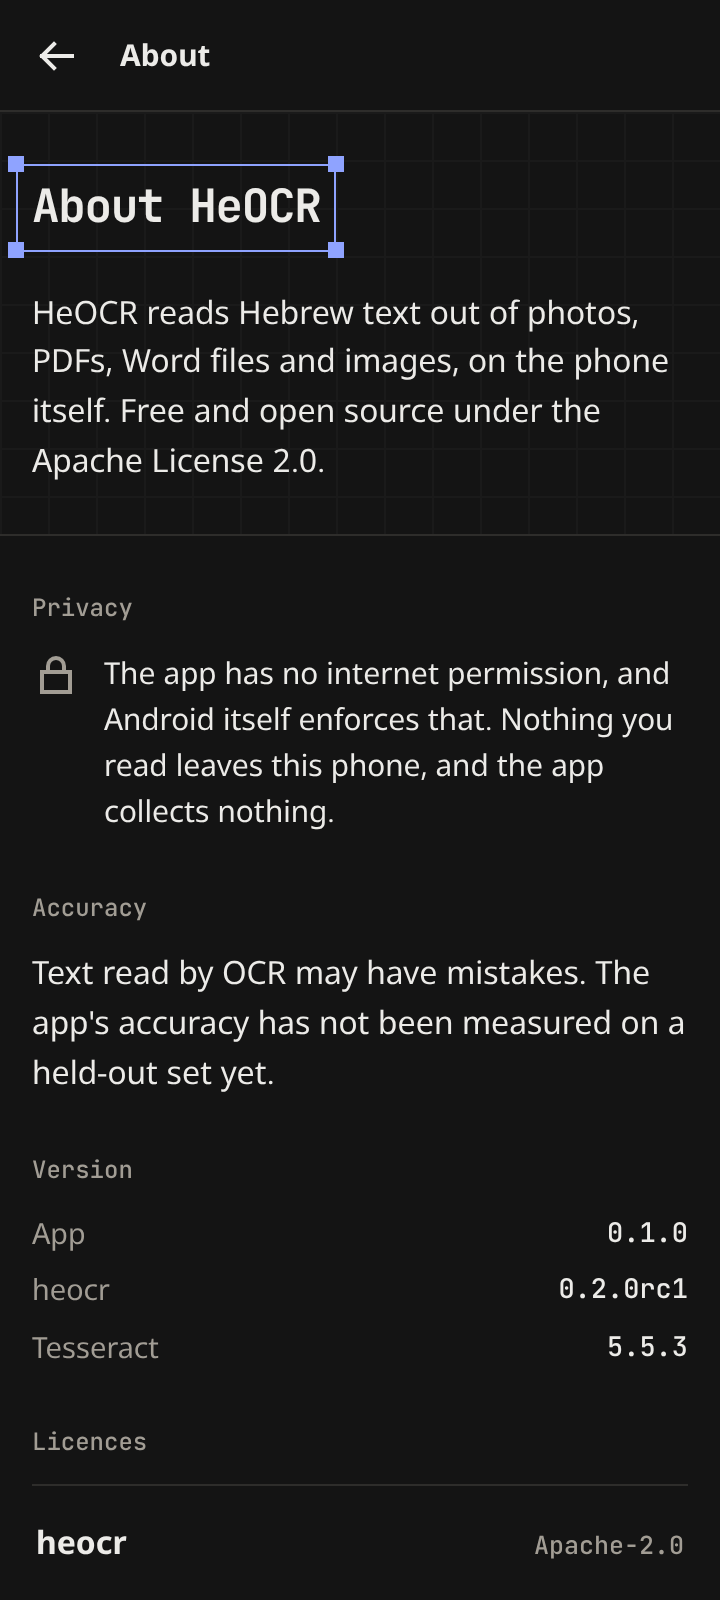 About
About HeOCR
HeOCR reads Hebrew text out of photos,
PDFs, Word files and images, on the phone
itself. Free and open source under the
Apache License 2.0.
Privacy
The app has no internet permission, and
Android itself enforces that. Nothing you
read leaves this phone, and the app
collects nothing.
Accuracy
Text read by OCR may have mistakes. The
app's accuracy has not been measured on a
held-out set yet.
Version
App 0.1.0
heocr 0.2.0rc1
Tesseract 5.5.3
Licences
heocr Apache-2.0